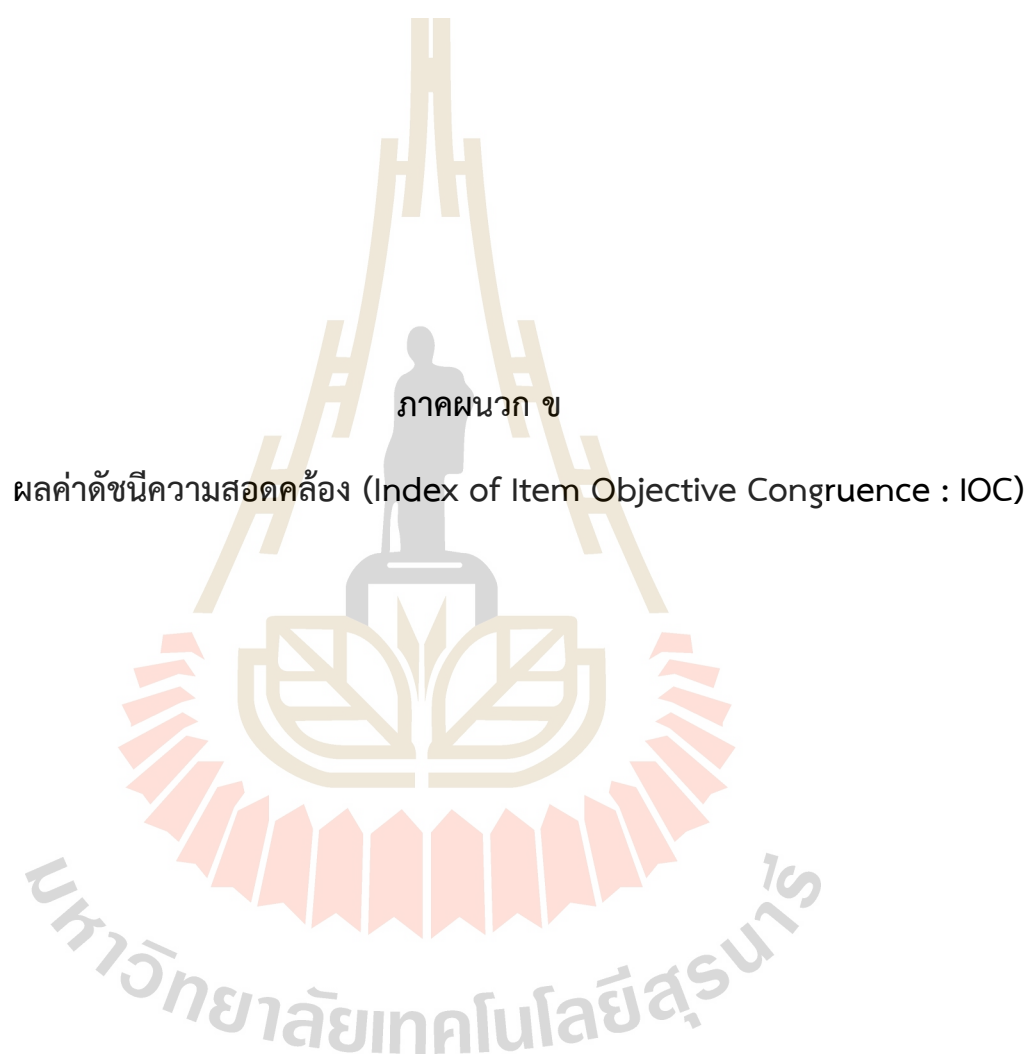 ภาคผนวก ข
ผลค่าดัชนีความสอดคล้อง (Index of Item Objective Congruence : IOC)
มหาวิทยาลัยเทคโนโลยีสุรนารี